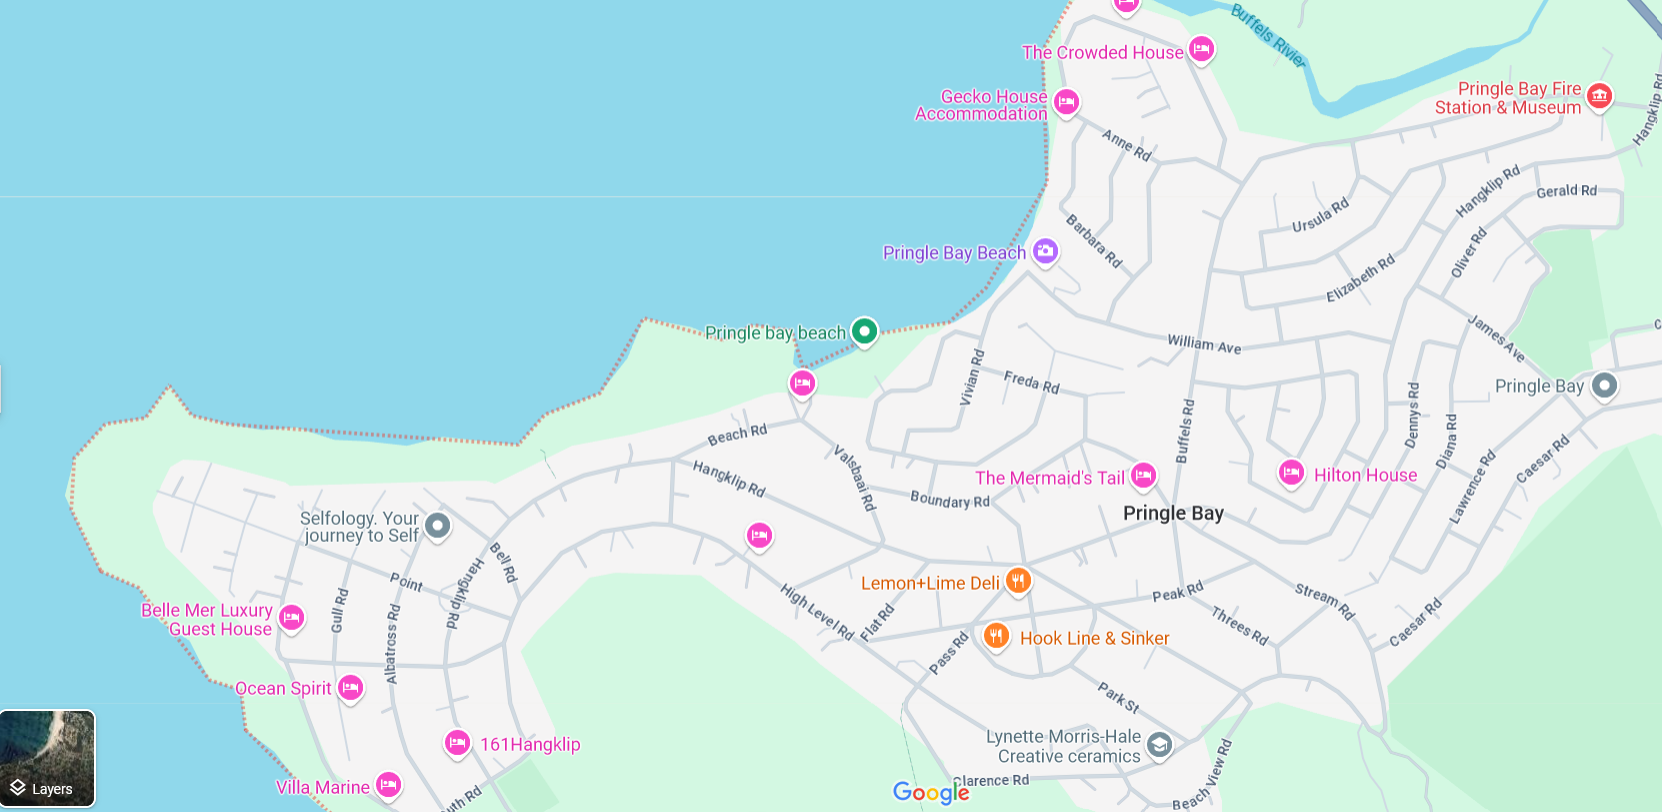 Buffels Rivier
The Crowded House
Pringle Bay Fire
Station & Museum
Hangklip Rd
Gecko House
Accommodation
Anne Rd
Hangklip Rd
Gerald Rd
Ursula Rd
Barbara Rd
Oliver Rd
Pringle Bay Beach
Elizabeth Rd
Pringle bay beach
William Ave
James Ave
Vivian Rd
Freda Rd
Pringle Bay
Dennys Rd
Diana Rd
Buffels Rd
Beach Rd
Valsbaai Rd
Caesar Rd
Hangklip Rd
The Mermaid's Tail
Hilton House
Lawrence Rd
Boundary Rd
Pringle Bay
Selfology. Your
journey to Self
Bell Rd
Point
Hangklip Rd
Lemon+Lime Deli
Peak Rd
Stream Rd
High Level Rd
Flat Rd
Threes Rd
Caesar Rd
Belle Mer Luxury
Guest House
Gull Rd
Albatross Rd
Hook Line & Sinker
Pass Rd
Ocean Spirit
Park St
161Hangklip
Lynette Morris-Hale
Creative ceramics
Beach View Rd
Villa Marine
Clarence Rd
Google
Layers